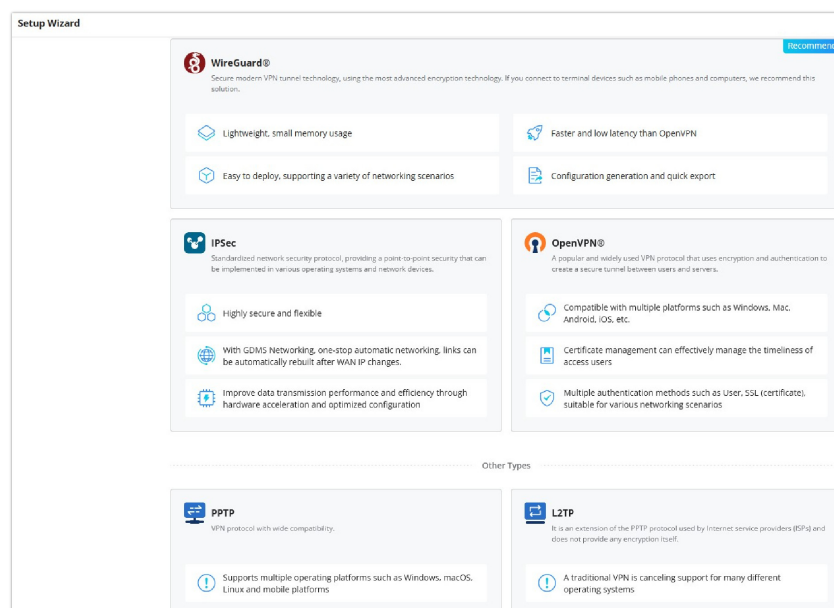 Setup Wizard
Recommend
WireGuard®
Secure modern VPN tunnel technology, using the most advanced encryption technology. If you connect to terminal devices such as mobile phones and computers, we recommend this
solution.
Lightweight, small memory usage
Faster and low latency than OpenVPN
Easy to deploy, supporting a variety of networking scenarios
Configuration generation and quick export
IPSec
Standardized network security protocol, providing a point-to-point security that can
be implemented in various operating systems and network devices.
Highly secure and flexible
With GDMS Networking, one-stop automatic networking, links can
be automatically rebuilt after WAN IP changes.
Improve data transmission performance and efficiency through
hardware acceleration and optimized configuration
OpenVPN®
A popular and widely used VPN protocol that uses encryption and authentication to
create a secure tunnel between users and servers.
Compatible with multiple platforms such as Windows, Mac,
Android, iOS, etc.
Certificate management can effectively manage the timeliness of
access users
Multiple authentication methods such as User, SSL (certificate),
suitable for various networking scenarios
Other Types
PPTP
VPN protocol with wide compatibility.
Supports multiple operating platforms such as Windows, macOS,
Linux and mobile platforms
L2TP
It is an extension of the PPTP protocol used by Internet service providers (ISPs) and
does not provide any encryption itself.
A traditional VPN is canceling support for many different
operating systems